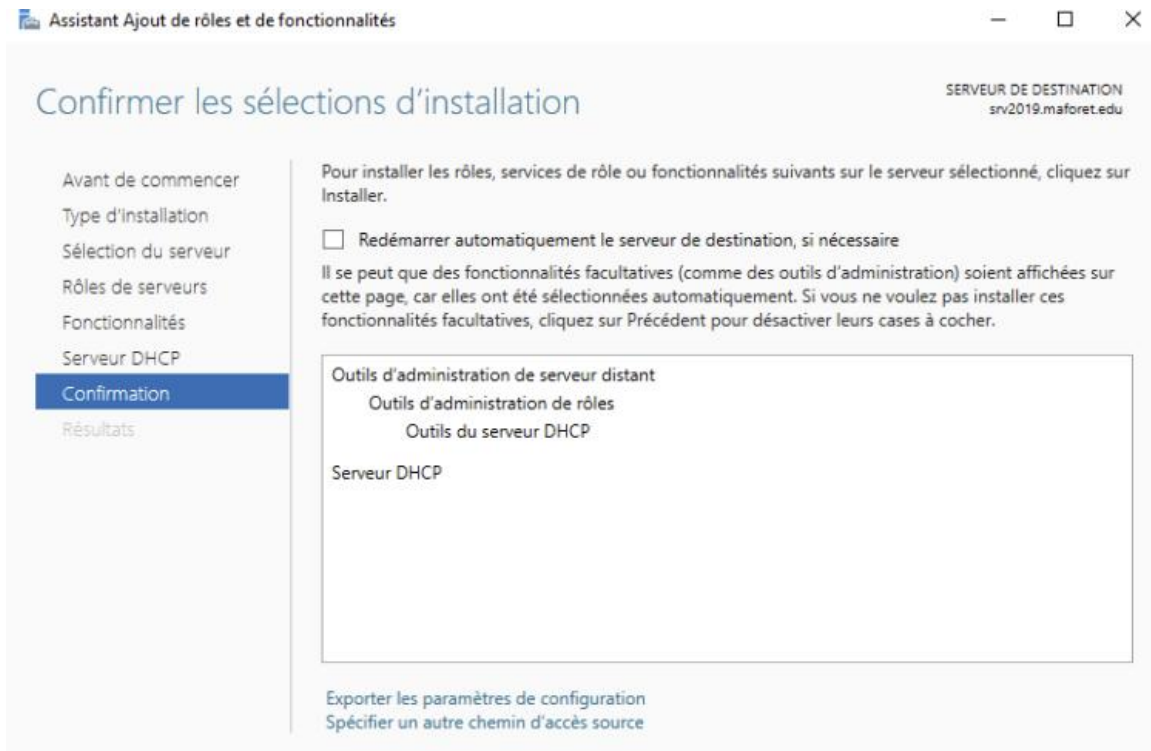 Assistant Ajout de rôles et de fonctionnalités
Confirmer les sélections d’installation
SERVEUR DE DESTINATION
srv2019.maforet.edu
Avant de commencer
Type d'installation
Sélection du serveur
Rôles de serveurs
Fonctionnalités
Serveur DHCP
Confirmation
Résultats
Pour installer les rôles, services de rôle ou fonctionnalités suivants sur le serveur sélectionné, cliquez sur
Installer.
Redémarrer automatiquement le serveur de destination, si nécessaire
Il se peut que des fonctionnalités facultatives (comme des outils d’administration) soient affichées sur
cette page, car elles ont été sélectionnées automatiquement. Si vous ne voulez pas installer ces
fonctionnalités facultatives, cliquez sur Précédent pour désactiver leurs cases à cocher.
Outils d'administration de serveur distant
Outils d'administration de rôles
Outils du serveur DHCP
Serveur DHCP
Exporter les paramètres de configuration
Spécifier un autre chemin d’accès source